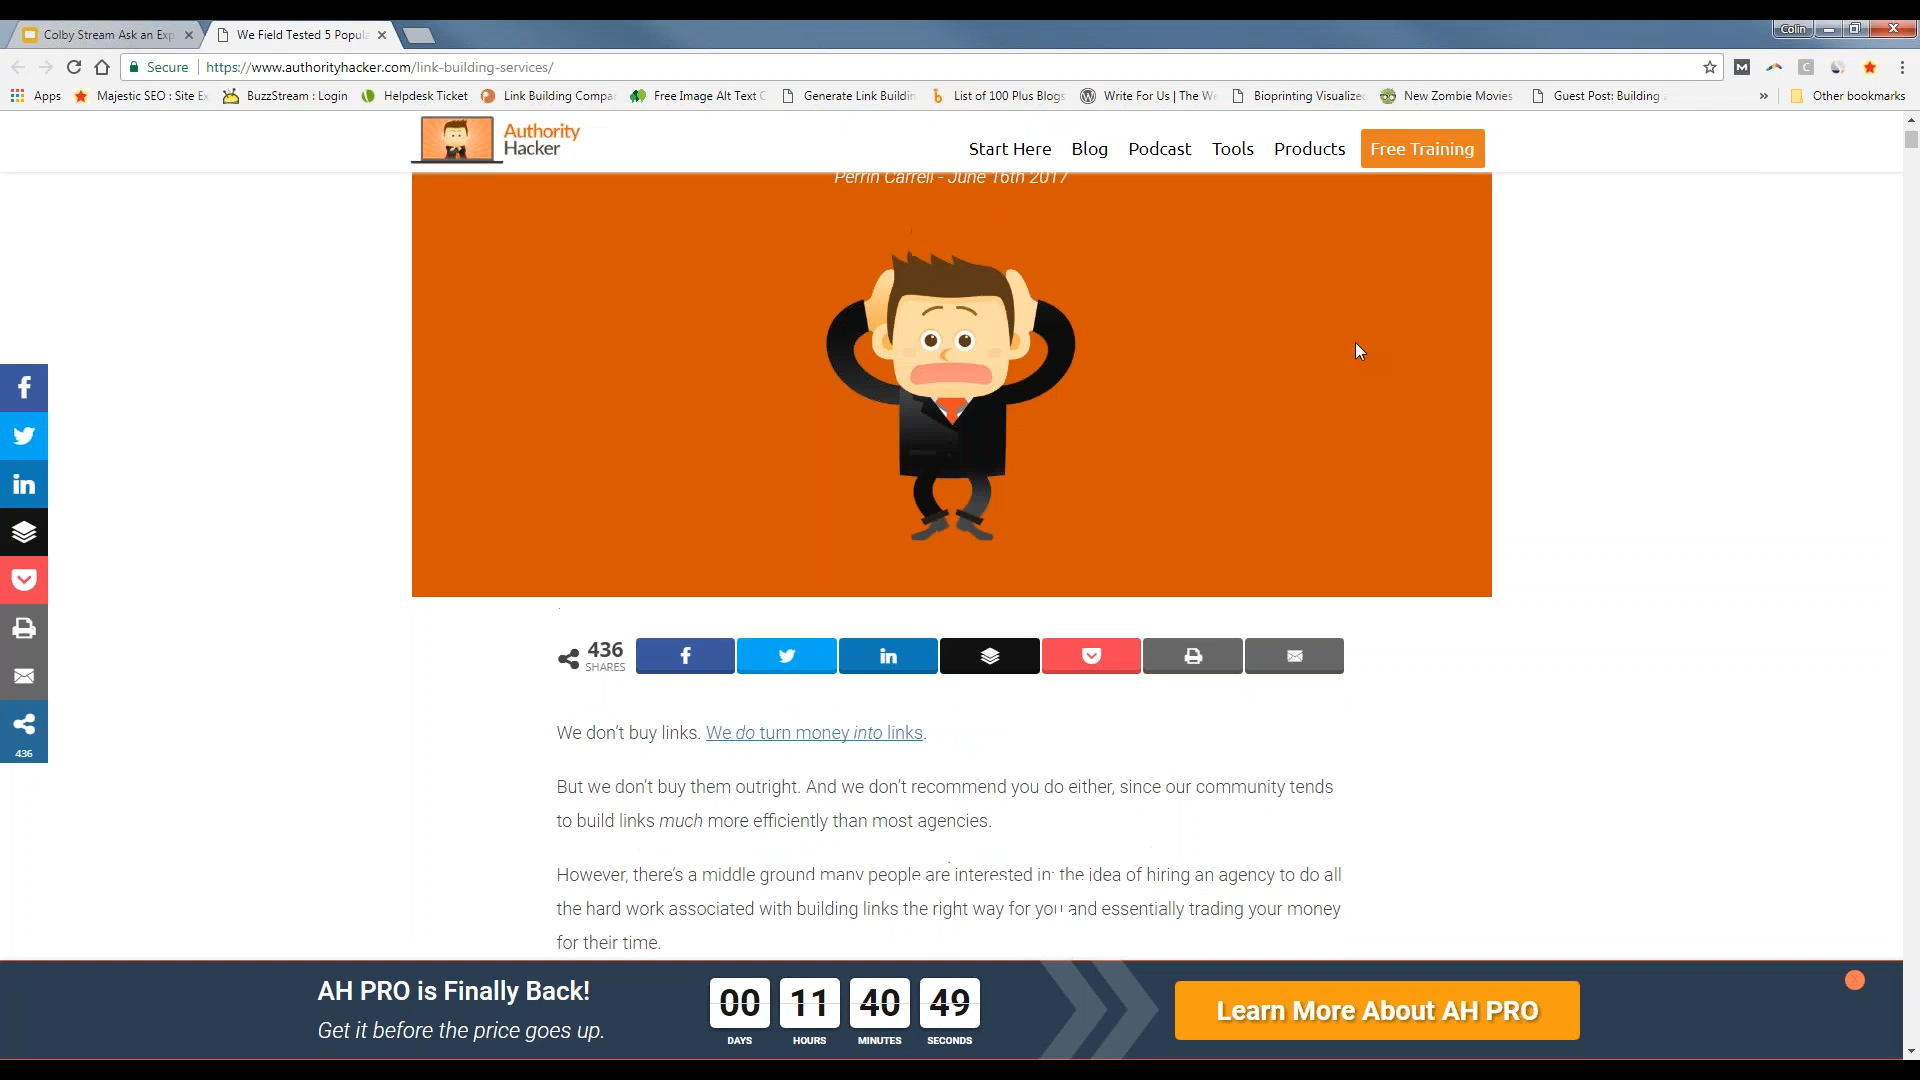 Colby Stream Ask an Exp
We Field Tested 5 Popula
Colin
Secure
https://www.authorityhacker.com/link-building-services/
Apps
Majestic SEO : Site Ex
BuzzStream : Login
Helpdesk Ticket
Link Building Compa
Free Image Alt Text C
Generate Link Buildin
List of 100 Plus Blogs
Write For Us | The We
Bioprinting Visualize
New Zombie Movies
Guest Post: Building
»
Other bookmarks
Authority
Hacker
Start Here
Blog
Podcast
Tools
Products
Free Training
Perrin Carrell - June 16th 2017
436
SHARES
436
We don't buy links. We do turn money into links.
But we don't buy them outright. And we don't recommend you do either, since our community tends
to build links much more efficiently than most agencies.
However, there's a middle ground many people are interested in: the idea of hiring an agency to do all
the hard work associated with building links the right way for you and essentially trading your money
for their time.
AH PRO is Finally Back!
Get it before the price goes up.
00
11
40
49
DAYS
HOURS
MINUTES
SECONDS
Learn More About AH PRO